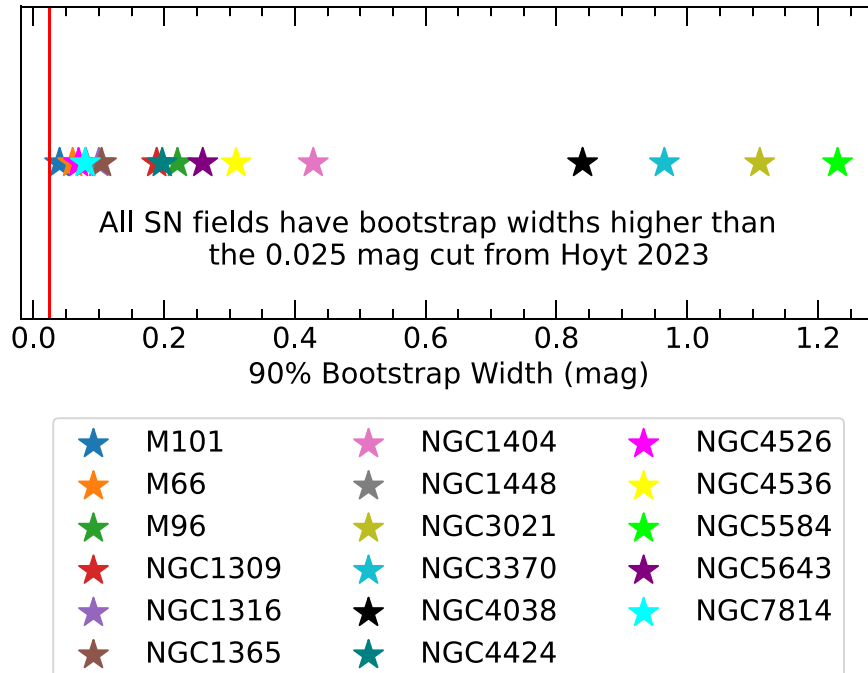 All SN fields have bootstrap widths higher than
the 0.025 mag cut from Hoyt 2023
0.0 0.2 0.4 0.6 0.8 1.0 1.2
90% Bootstrap Width (mag)
M101 NGC1404 NGC4526
M66 NGC1448 NGC4536
M96 NGC3021 NGC5584
NGC1309 NGC3370 NGC5643
NGC1316 NGC4038 NGC7814
NGC1365 NGC4424